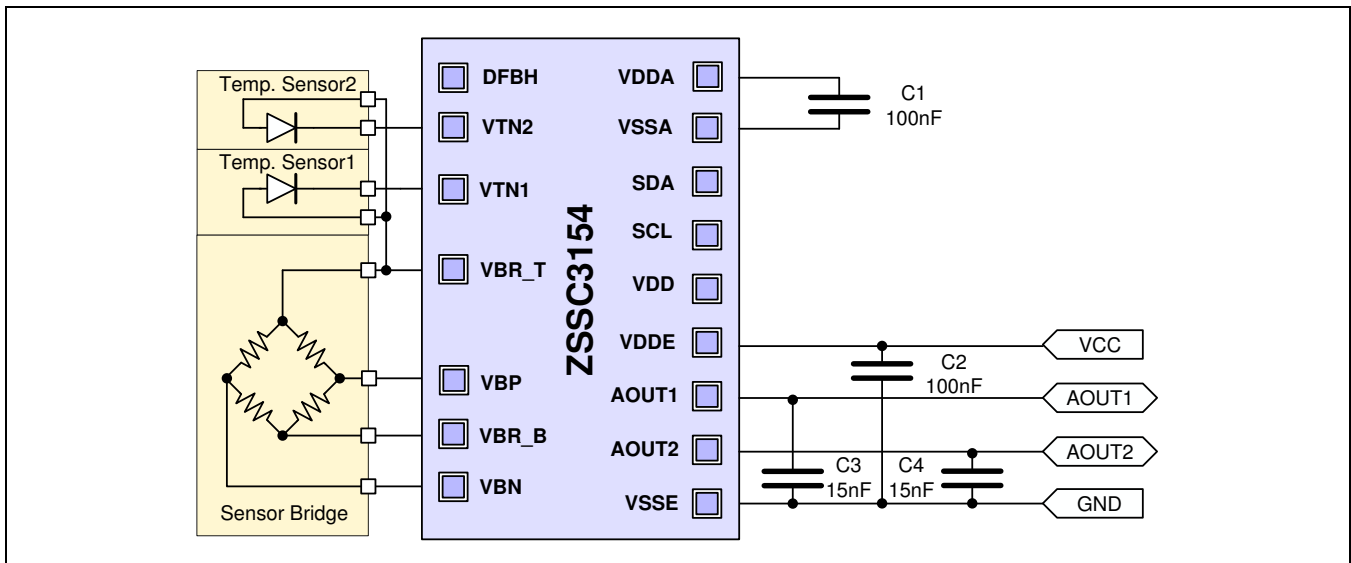 Temp. Sensor2
Temp. Sensor1
Sensor Bridge
DFBH
VTN2
VTN1
VBR_T
VBP
VBR_B
VBN
ZSSC3154
VDDA
VSSA
SDA
SCL
VDD
VDDE
AOUT1
AOUT2
VSSE
C1
100nF
C2
100nF
C3
15nF
C4
15nF
VCC
AOUT1
AOUT2
GND